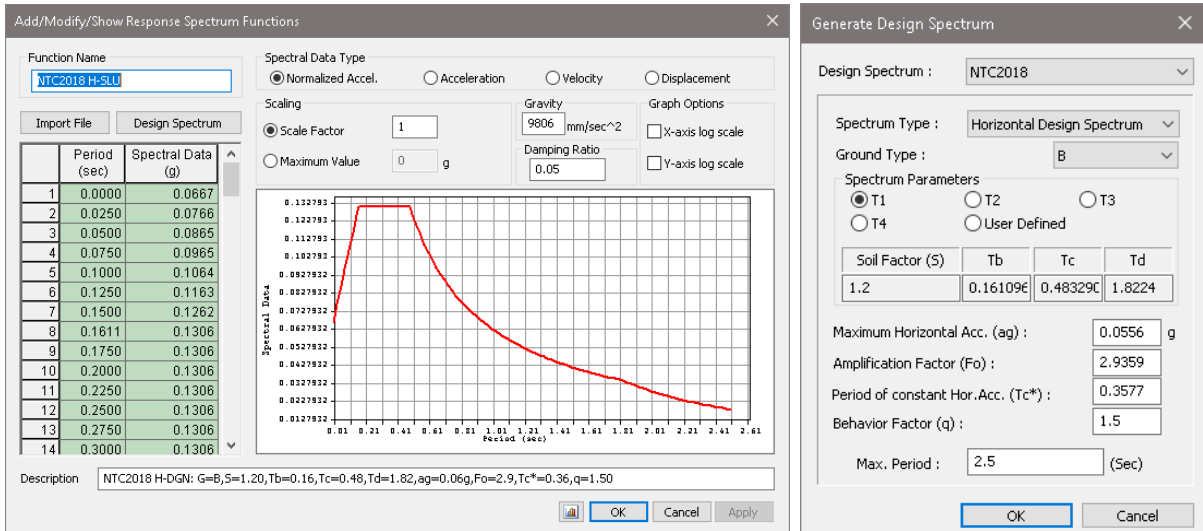 Add/Modify/Show Response Spectrum Functions
Function Name
NTC2018 H-SLU
Import File Design Spectrum
Spectral Data Type
Normalized Accel. Acceleration Velocity Displacement
Scaling
Scale Factor 1
Maximum Value 0 g
Gravity
9806 mm/sec^2
Damping Ratio
0.05
Graph Options
X-axis log scale
Y-axis log scale
Period (sec) Spectral Data (g)
1 0.0000 0.0667
2 0.0250 0.0766
3 0.0500 0.0865
4 0.0750 0.0965
5 0.1000 0.1064
6 0.1250 0.1163
7 0.1500 0.1262
8 0.1611 0.1306
9 0.1750 0.1306
10 0.2000 0.1306
11 0.2250 0.1306
12 0.2500 0.1306
13 0.2750 0.1306
14 0.3000 0.1306
Spectral Data
0.132793
0.122793
0.112793
0.102793
0.0927932
0.0827932
0.0727932
0.0627932
0.0527932
0.0427932
0.0327932
0.0227932
0.0127932
0.01 0.21 0.41 0.61 0.81 1.01 1.21 1.41 1.61 1.81 2.01 2.21 2.41 2.61
Period (sec)
Description NTC2018 H-DGN: G=B,S=1.20,Tb=0.16,Tc=0.48,Td=1.82,ag=0.06g,Fo=2.9,Tc*=0.36,q=1.50
OK Cancel Apply
Generate Design Spectrum
Design Spectrum : NTC2018
Spectrum Type : Horizontal Design Spectrum
Ground Type : B
Spectrum Parameters
T1 T2 T3
T4 User Defined
Soil Factor (S) Tb Tc Td
1.2 0.161096 0.483290 1.8224
Maximum Horizontal Acc. (ag) : 0.0556 g
Amplification Factor (Fo) : 2.9359
Period of constant Hor.Acc. (Tc*) : 0.3577
Behavior Factor (q) : 1.5
Max. Period : 2.5 (Sec)
OK Cancel